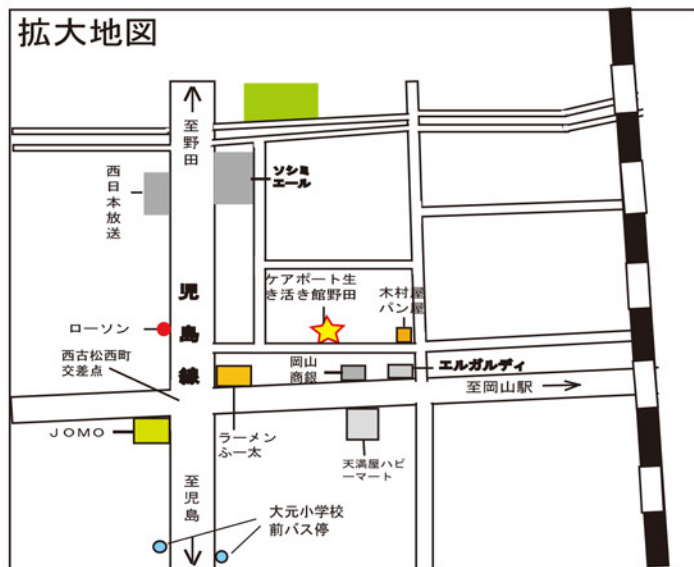 拡大地図
至野田
西日本放送
ソシミ
エール
児島線
ケアポート生
き活き館野田
木村屋
パン屋
ローソン
西古松西町
交差点
岡山
商銀
エルガルディ
至岡山駅
JOMO
ラーメン
ふー太
天満屋ハピ
ーマート
至児島
大元小学校
前バス停